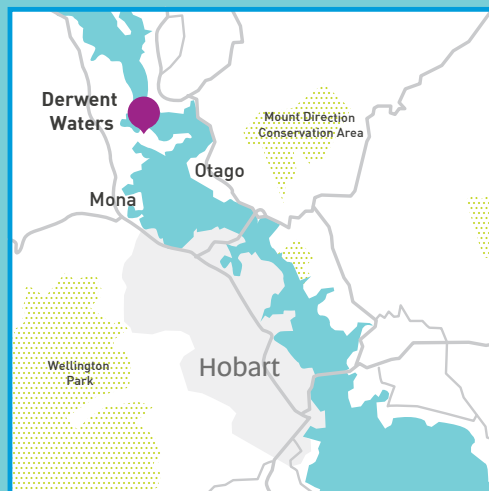 Derwent
Waters
Mount Direction
Conservation Area
Otago
Mona
Wellington
Park
Hobart